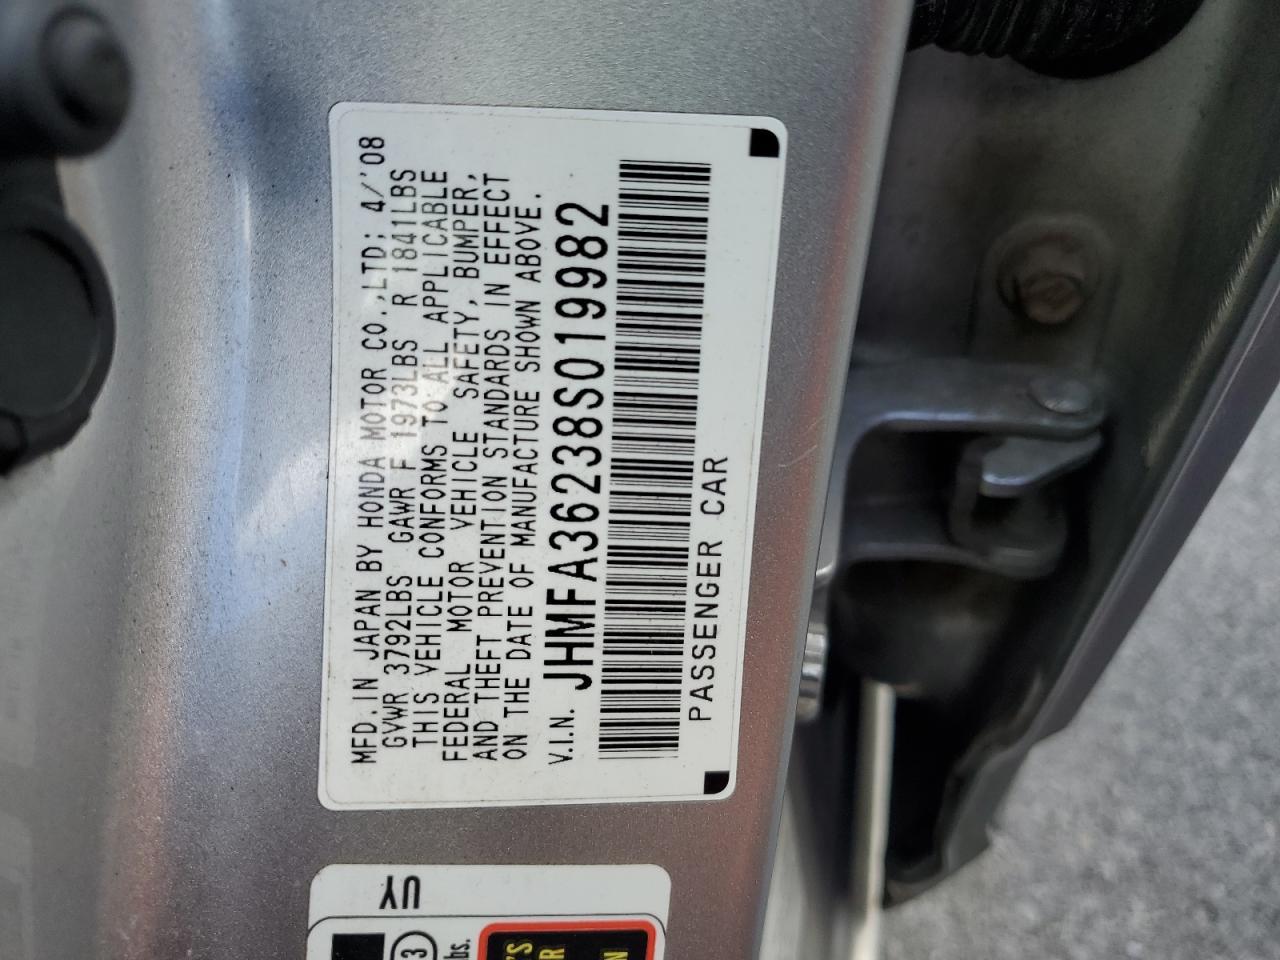 MFD. IN JAPAN BY HONDA MOTOR CO.,LTD; 4/'08
GVWR 3792LBS GAWR F 1973LBS R 1841LBS
THIS VEHICLE CONFORMS TO ALL APPLICABLE
FEDERAL MOTOR VEHICLE SAFETY, BUMPER,
AND THEFT PREVENTION STANDARDS IN EFFECT
ON THE DATE OF MANUFACTURE SHOWN ABOVE.
V.I.N. JHMFA36238S019982
PASSENGER CAR
UY
3
lbs.
'S
R
N